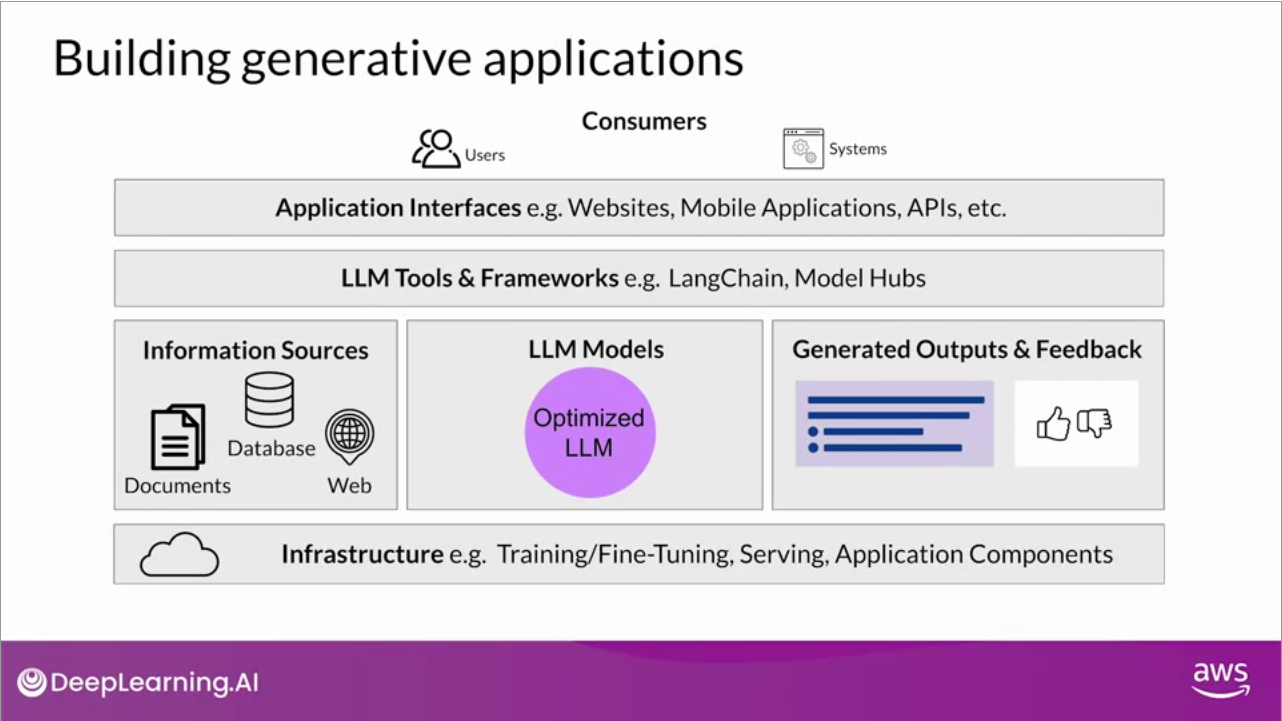 Building generative applications
Consumers
Users
Systems
Application Interfaces e.g. Websites, Mobile Applications, APIs, etc.
LLM Tools & Frameworks e.g. LangChain, Model Hubs
Information Sources
Documents
Database
Web
LLM Models
Optimized
LLM
Generated Outputs & Feedback
Infrastructure e.g. Training/Fine-Tuning, Serving, Application Components
DeepLearning.AI
aws